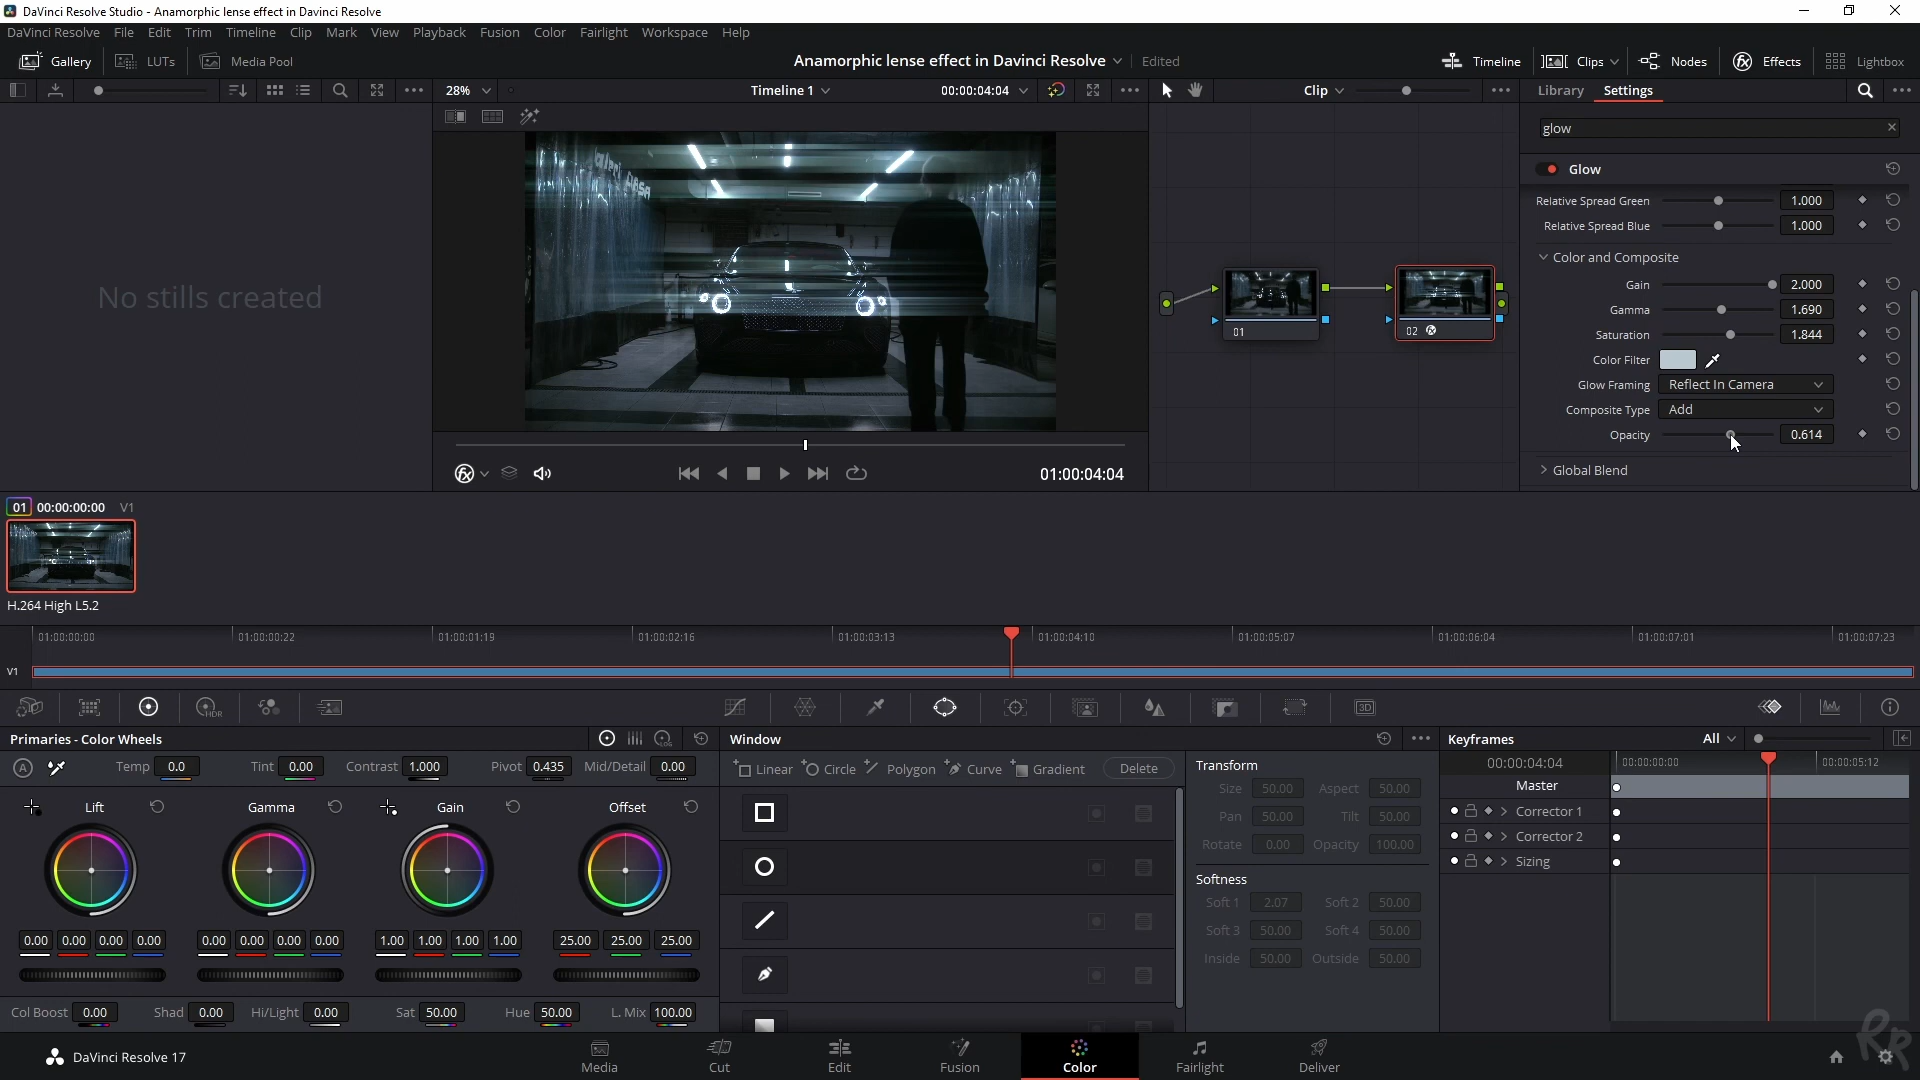 DaVinci Resolve Studio - Anamorphic lense effect in Davinci Resolve
DaVinci Resolve File Edit Trim Timeline Clip Mark View Playback Fusion Color Fairlight Workspace Help
Gallery LUTs Media Pool Anamorphic lense effect in Davinci Resolve Edited Timeline Clips Nodes Effects Lightbox
28% Timeline 1 00:00:04:04 Clip Library Settings
glow
Glow
Relative Spread Green 1.000
Relative Spread Blue 1.000
Color and Composite
Gain 2.000
Gamma 1.690
Saturation 1.844
Color Filter
Glow Framing Reflect In Camera
Composite Type Add
Opacity 0.614
Global Blend
No stills created
01
02
01:00:04:04
01 00:00:00:00 V1
H.264 High L5.2
01:00:00:00 01:00:00:22 01:00:01:19 01:00:02:16 01:00:03:13 01:00:04:10 01:00:05:07 01:00:06:04 01:00:07:01 01:00:07:23
V1
HDR
3D
Primaries - Color Wheels
LOG
A Temp 0.0 Tint 0.00 Contrast 1.000 Pivot 0.435 Mid/Detail 0.00
Lift Gamma Gain Offset
0.00 0.00 0.00 0.00 0.00 0.00 0.00 0.00 1.00 1.00 1.00 1.00 25.00 25.00 25.00
Col Boost 0.00 Shad 0.00 Hi/Light 0.00 Sat 50.00 Hue 50.00 L. Mix 100.00
Window
Linear Circle Polygon Curve Gradient Delete
Transform
Size 50.00 Aspect 50.00
Pan 50.00 Tilt 50.00
Rotate 0.00 Opacity 100.00
Softness
Soft 1 2.07 Soft 2 50.00
Soft 3 50.00 Soft 4 50.00
Inside 50.00 Outside 50.00
Keyframes All
00:00:04:04 00:00:00:00 00:00:05:12
Master
Corrector 1
Corrector 2
Sizing
DaVinci Resolve 17
Media Cut Edit Fusion Color Fairlight Deliver
RR